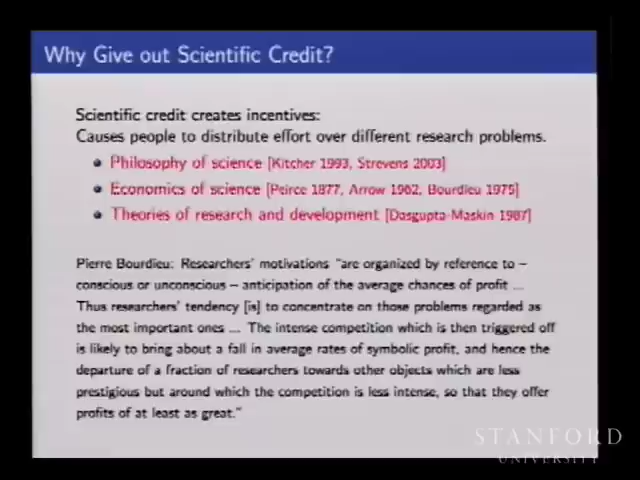 Why Give out Scientific Credit?
Scientific credit creates incentives:
Causes people to distribute effort over different research problems.
Philosophy of science [Kitcher 1993, Strevens 2003]
Economics of science [Peirce 1877, Arrow 1962, Bourdieu 1975]
Theories of research and development [Dasgupta-Maskin 1987]
Pierre Bourdieu: Researchers' motivations "are organized by reference to –
conscious or unconscious – anticipation of the average chances of profit ...
Thus researchers' tendency [is] to concentrate on those problems regarded as
the most important ones ... The intense competition which is then triggered off
is likely to bring about a fall in average rates of symbolic profit, and hence the
departure of a fraction of researchers towards other objects which are less
prestigious but around which the competition is less intense, so that they offer
profits of at least as great."
STANFORD
UNIVERSITY